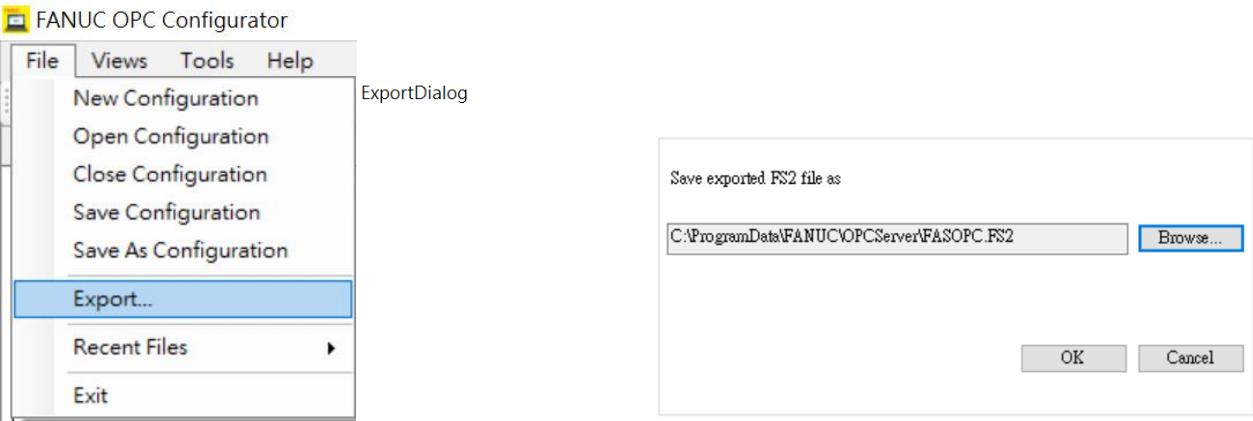 FANUC OPC Configurator
File Views Tools Help
New Configuration
Open Configuration
Close Configuration
Save Configuration
Save As Configuration
Export...
Recent Files
Exit
ExportDialog
Save exported FS2 file as
C:\ProgramData\FANUC\OPCServer\FASOPC.FS2
Browse...
OK Cancel